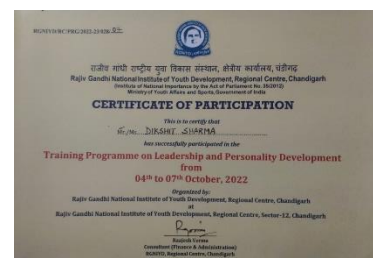 RGNIYD/RC/PRG/2022-23/020-
राजीव गांधी राष्ट्रीय युवा विकास संस्थान, क्षेत्रीय कार्यालय, चंडीगढ़
Rajiv Gandhi National Institute of Youth Development, Regional Centre, Chandigarh
(Institute of National Importance by the Act of Parliament No. 35/2012)
Ministry of Youth Affairs and Sports, Government of India
CERTIFICATE OF PARTICIPATION
This is to certify that
DIKSHIT SHARMA
has successfully participated in the
Training Programme on Leadership and Personality Development
from
04th to 07th October, 2022
Organized by:
Rajiv Gandhi National Institute of Youth Development, Regional Centre, Chandigarh
at
Rajiv Gandhi National Institute of Youth Development, Regional Centre, Sector-12, Chandigarh
Consultant (Finance & Administration)
RGNIYD, Regional Centre, Chandigarh